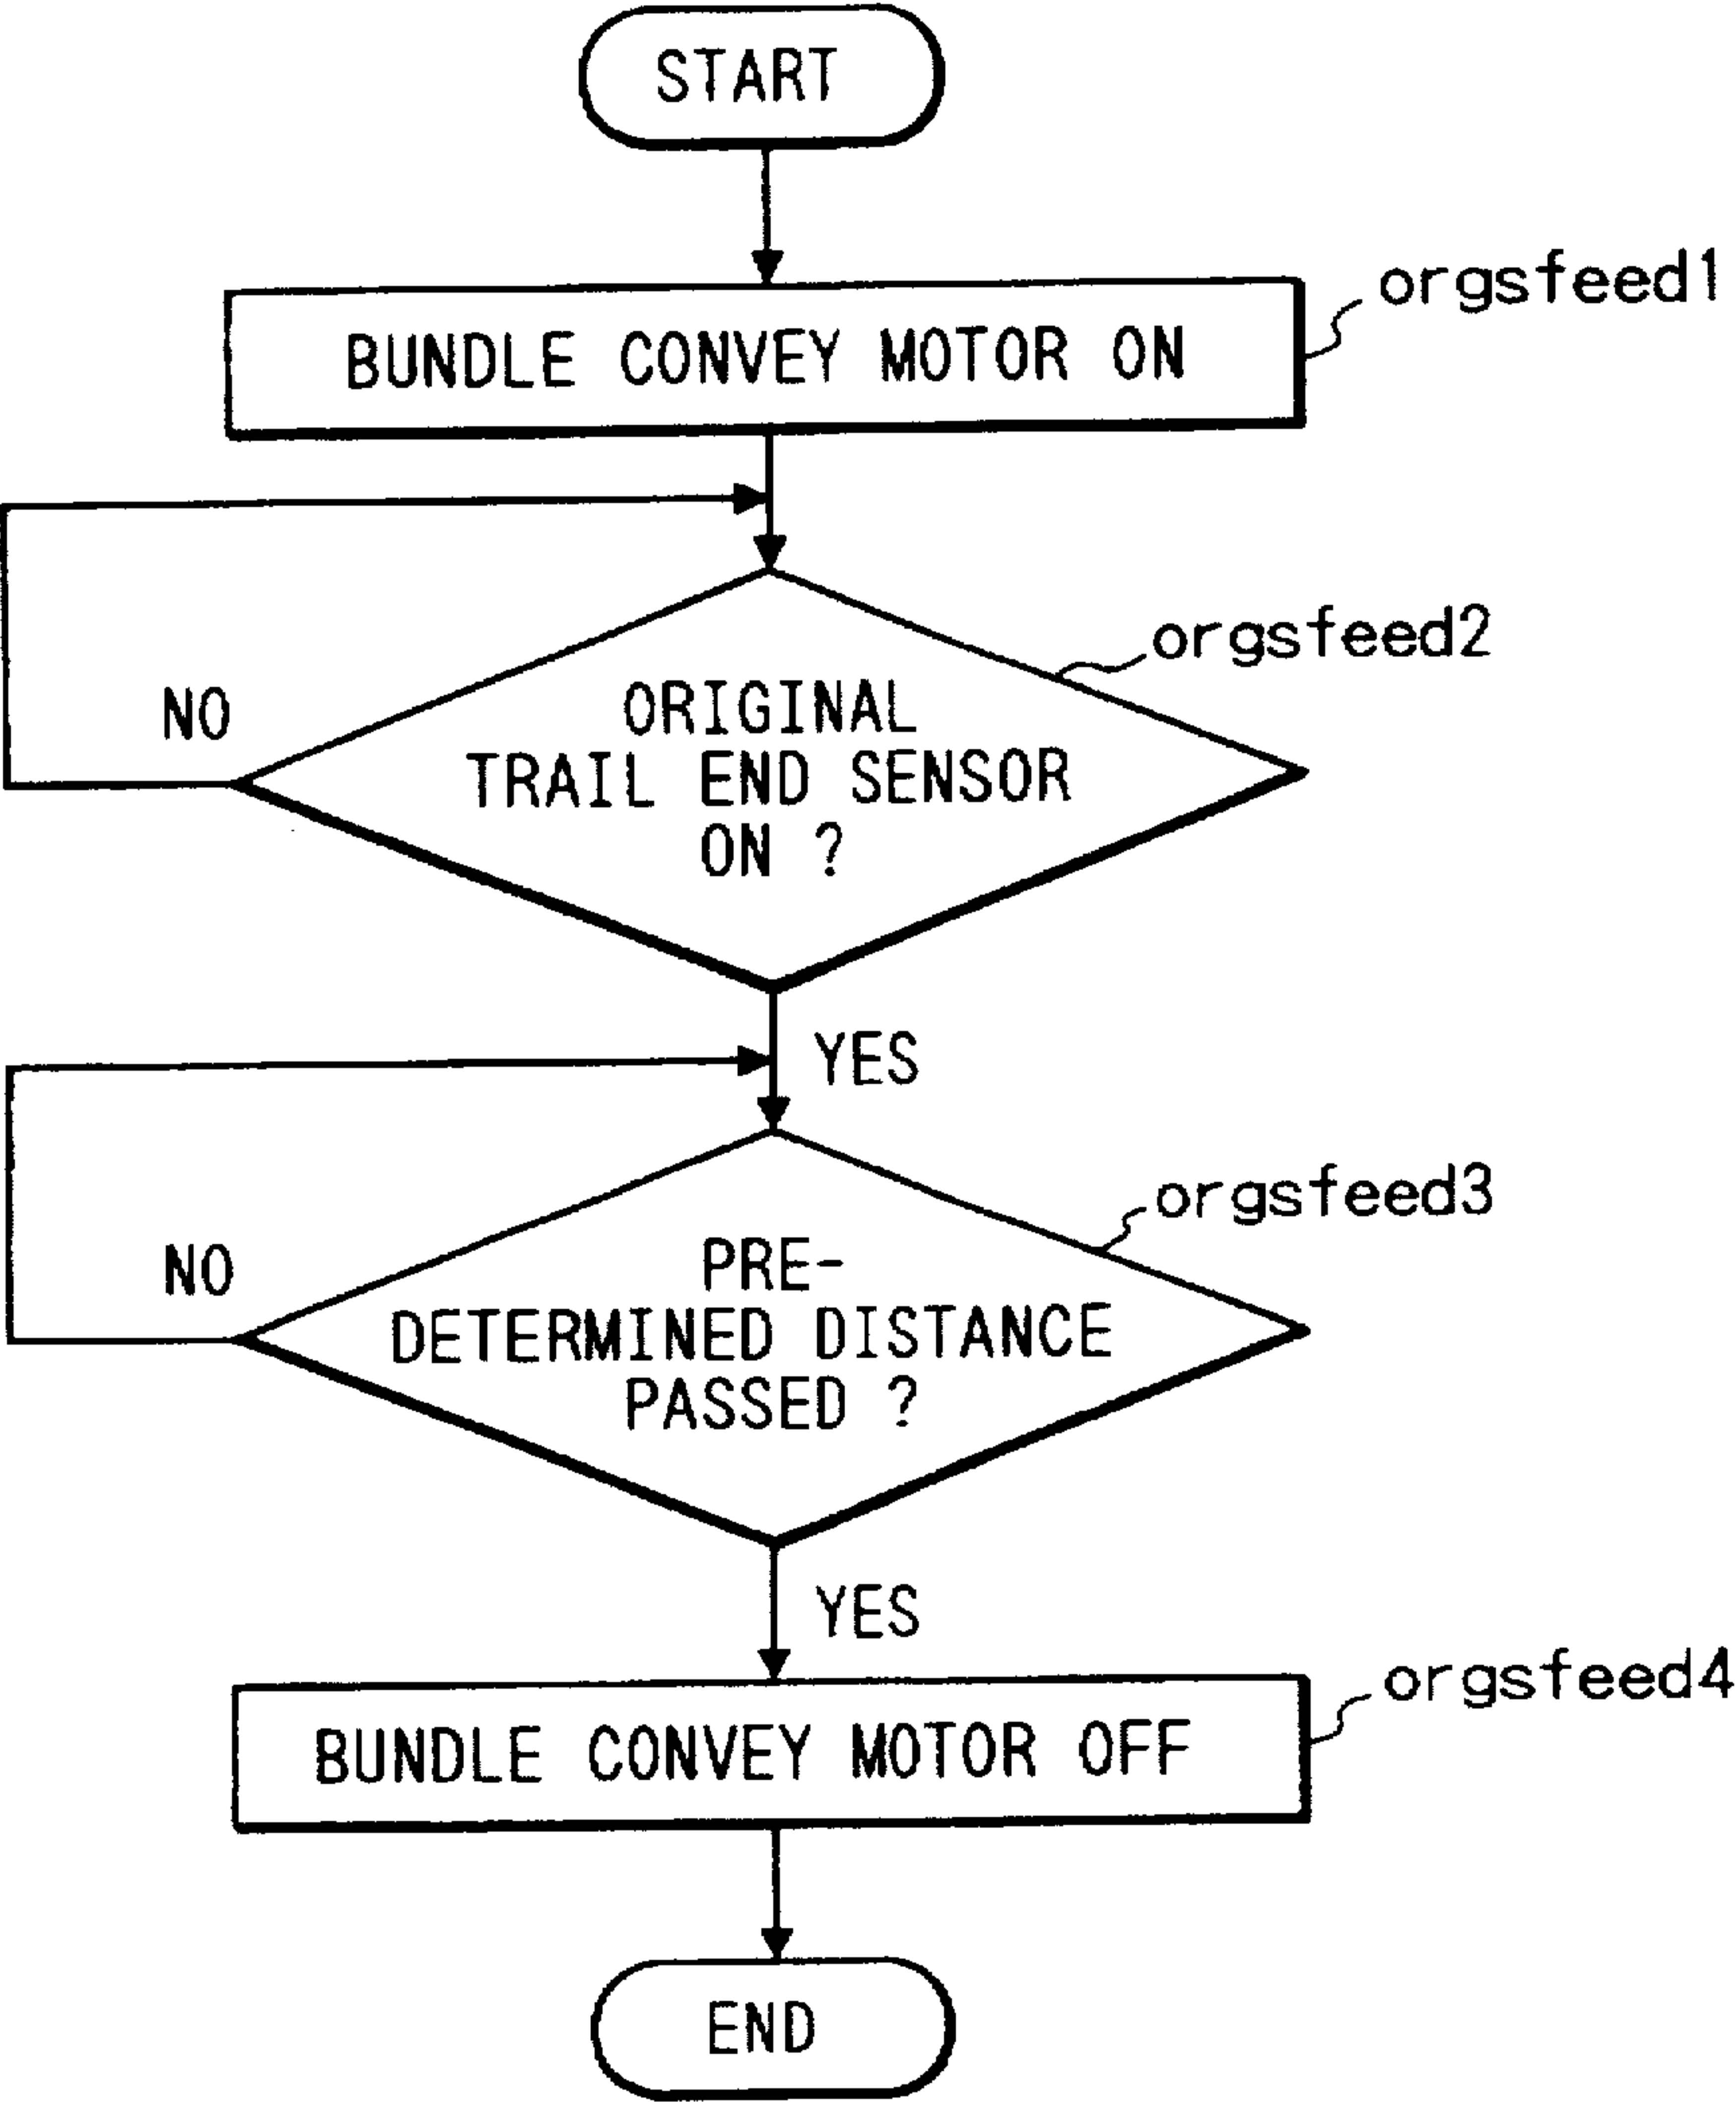 START
orgsfeed1
BUNDLE CONVEY MOTOR ON
orgsfeed2
NO
ORIGINAL
TRAIL END SENSOR
ON ?
YES
orgsfeed3
NO
PRE-
DETERMINED DISTANCE
PASSED ?
YES
orgsfeed4
BUNDLE CONVEY MOTOR OFF
END